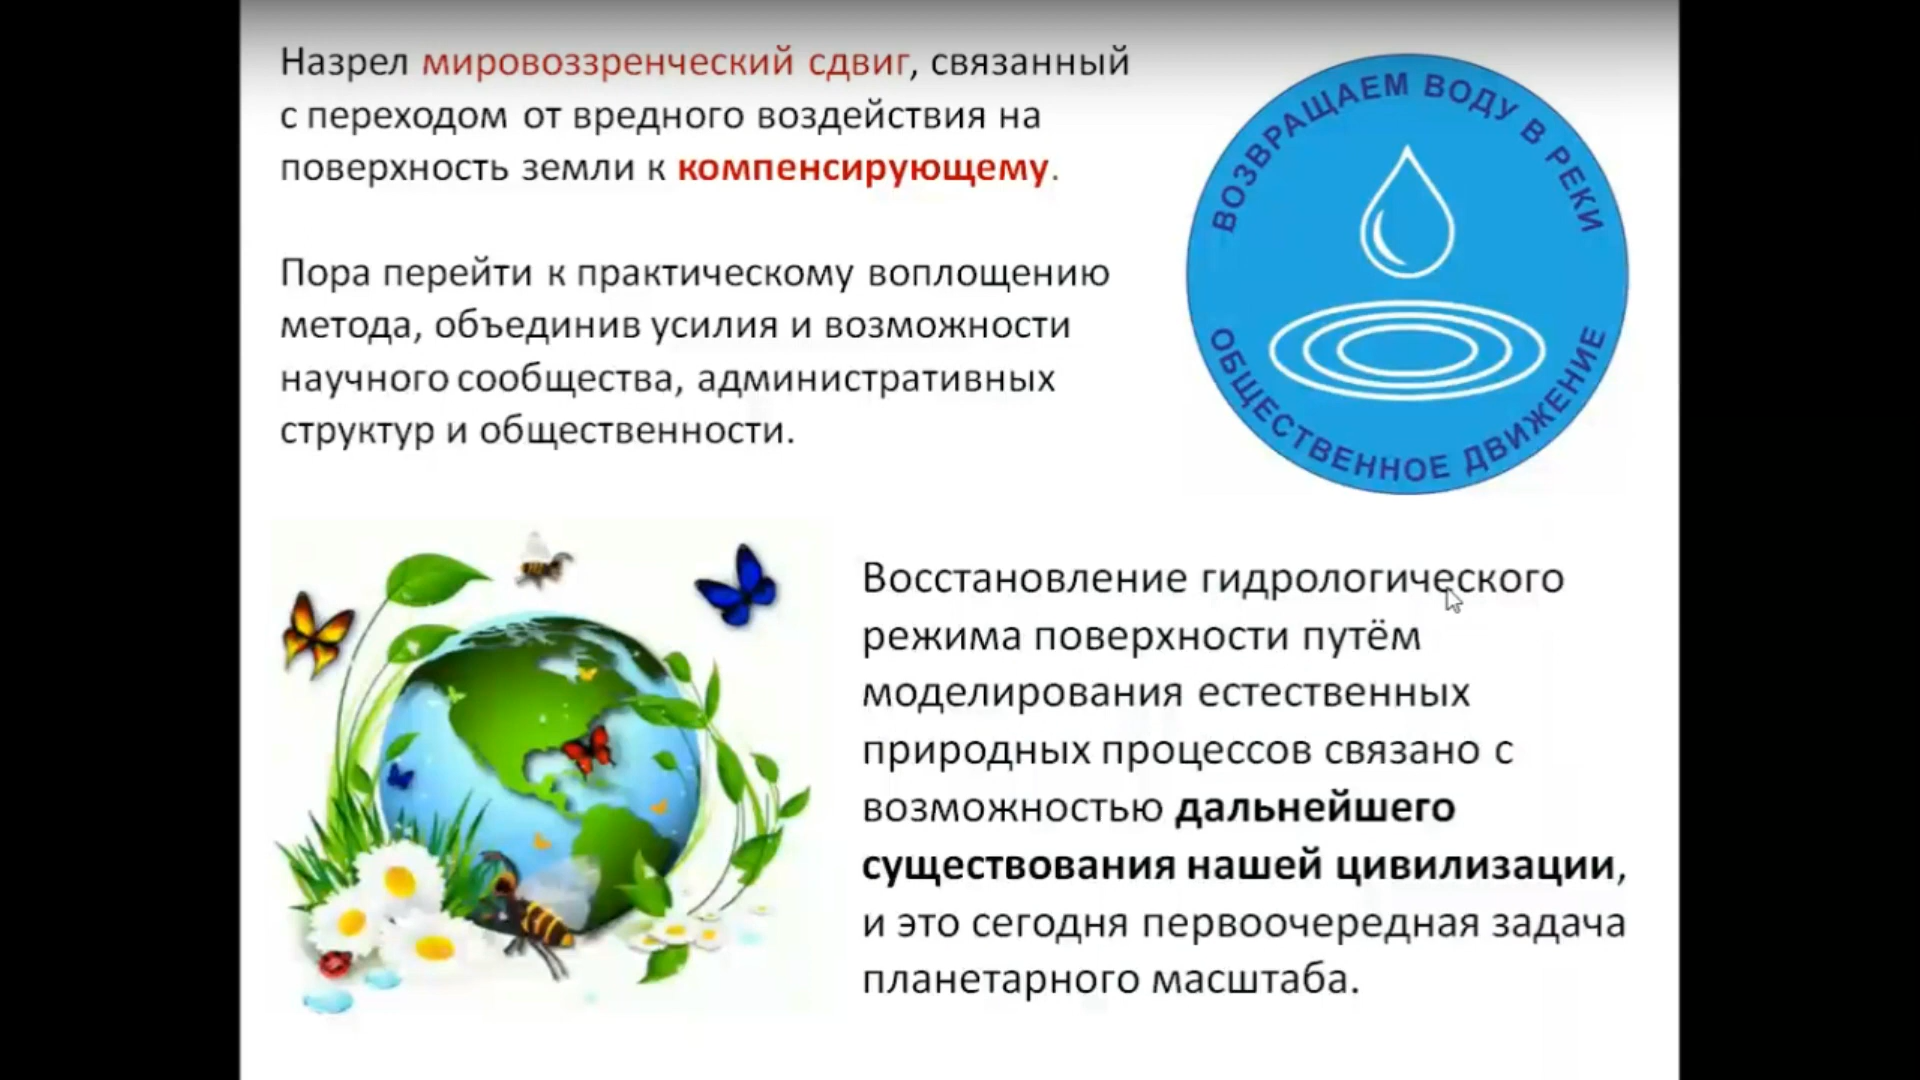 Назрел мировоззренческий сдвиг, связанный
с переходом от вредного воздействия на
поверхность земли к компенсирующему.
Пора перейти к практическому воплощению
метода, объединив усилия и возможности
научного сообщества, административных
структур и общественности.
ВОЗВРАЩАЕМ ВОДУ В РЕКИ
ОБЩЕСТВЕННОЕ ДВИЖЕНИЕ
Восстановление гидрологического
режима поверхности путём
моделирования естественных
природных процессов связано с
возможностью дальнейшего
существования нашей цивилизации,
и это сегодня первоочередная задача
планетарного масштаба.